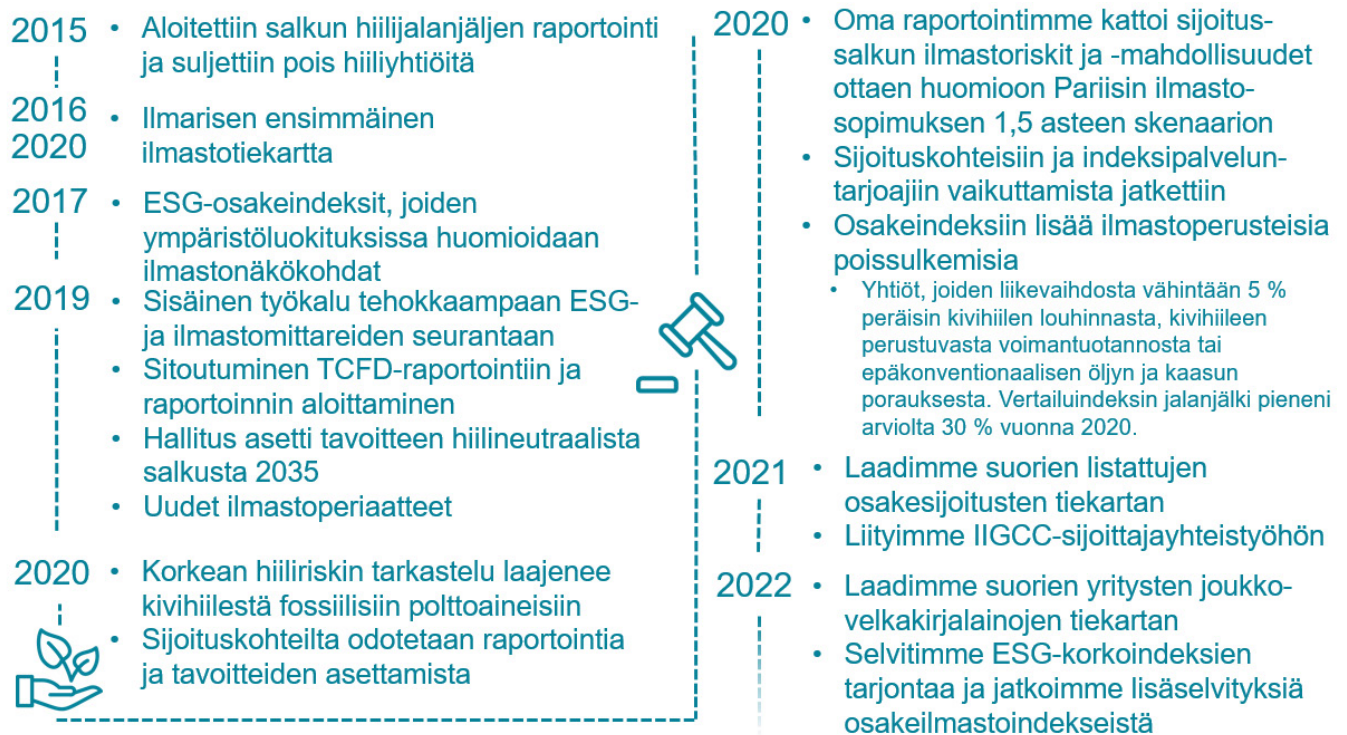 2015
• Aloitettiin salkun hiilijalanjäljen raportointi
ja suljettiin pois hiiliyhtiöitä
2016
2020
• Ilmarisen ensimmäinen
ilmastotiekartta
2017
• ESG-osakeindeksit, joiden
ympäristöluokituksissa huomioidaan
ilmastonäkökohdat
2019
• Sisäinen työkalu tehokkaampaan ESG-
ja ilmastomittareiden seurantaan
• Sitoutuminen TCFD-raportointiin ja
raportoinnin aloittaminen
• Hallitus asetti tavoitteen hiilineutraalista
salkusta 2035
• Uudet ilmastoperiaatteet
2020
• Korkean hiiliriskin tarkastelu laajenee
kivihiilestä fossiilisiin polttoaineisiin
• Sijoituskohteilta odotetaan raportointia
ja tavoitteiden asettamista
2020
• Oma raportointimme kattoi sijoitus-
salkun ilmastoriskit ja -mahdollisuudet
ottaen huomioon Pariisin ilmasto-
sopimuksen 1,5 asteen skenaarion
• Sijoituskohteisiin ja indeksipalvelun-
tarjoajiin vaikuttamista jatkettiin
• Osakeindeksiin lisää ilmastoperusteisia
poissulkemisia
• Yhtiöt, joiden liikevaihdosta vähintään 5 %
peräisin kivihiilen louhinnasta, kivihiileen
perustuvasta voimantuotannosta tai
epäkonventionaalisen öljyn ja kaasun
porauksesta. Vertailuindeksin jalanjälki pieneni
arviolta 30 % vuonna 2020.
2021
• Laadimme suorien listattujen
osakesijoitusten tiekartan
• Liityimme IIGCC-sijoittajayhteistyöhön
2022
• Laadimme suorien yritysten joukko-
velkakirjalainojen tiekartan
• Selvitimme ESG-korkoindeksien
tarjontaa ja jatkoimme lisäselvityksiä
osakeilmastoindekseistä